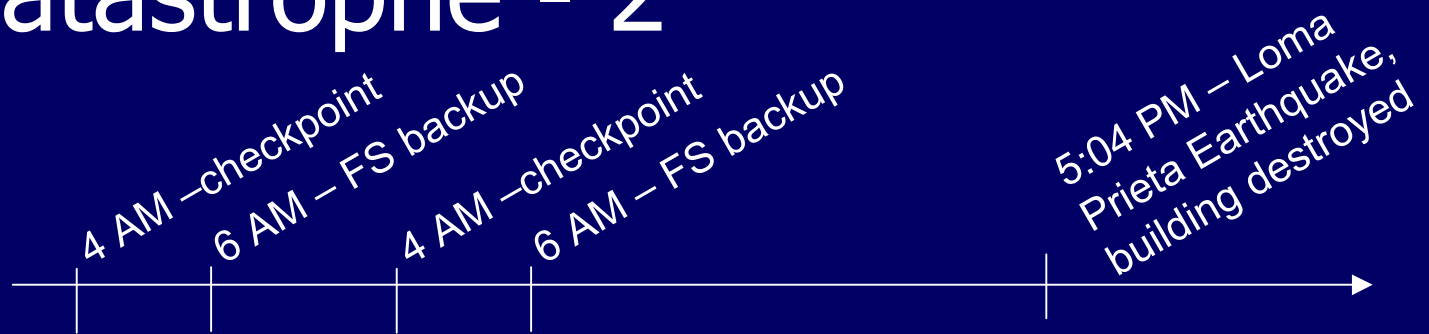 atastrophe - 2
4 AM –checkpoint
6 AM – FS backup
4 AM –checkpoint
6 AM – FS backup
5:04 PM – Loma
Prieta Earthquake,
building destroyed